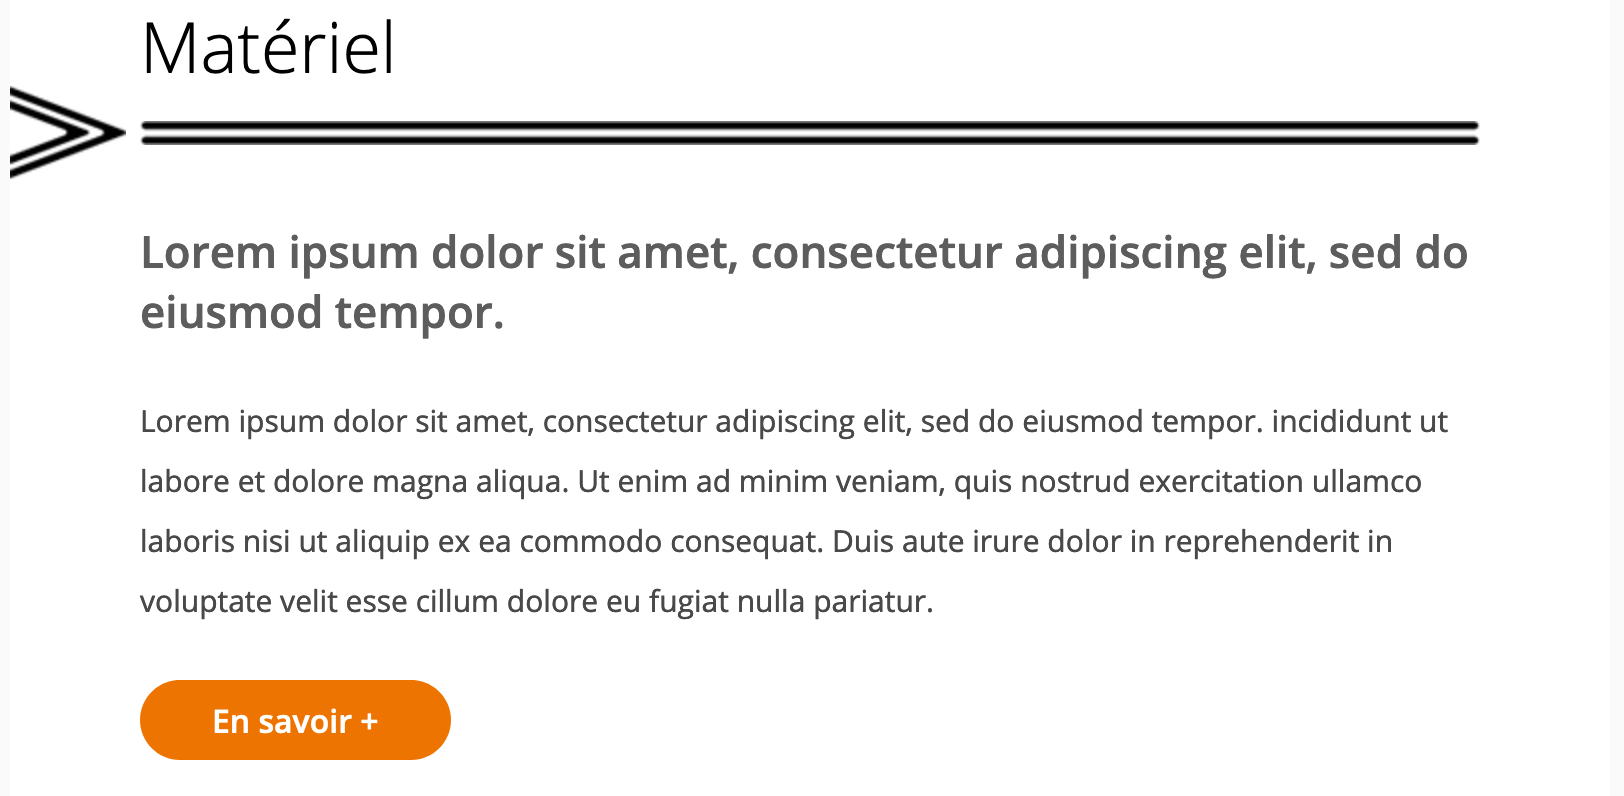 Matériel
Lorem ipsum dolor sit amet, consectetur adipiscing elit, sed do
eiusmod tempor.
Lorem ipsum dolor sit amet, consectetur adipiscing elit, sed do eiusmod tempor. incididunt ut
labore et dolore magna aliqua. Ut enim ad minim veniam, quis nostrud exercitation ullamco
laboris nisi ut aliquip ex ea commodo consequat. Duis aute irure dolor in reprehenderit in
voluptate velit esse cillum dolore eu fugiat nulla pariatur.
En savoir +